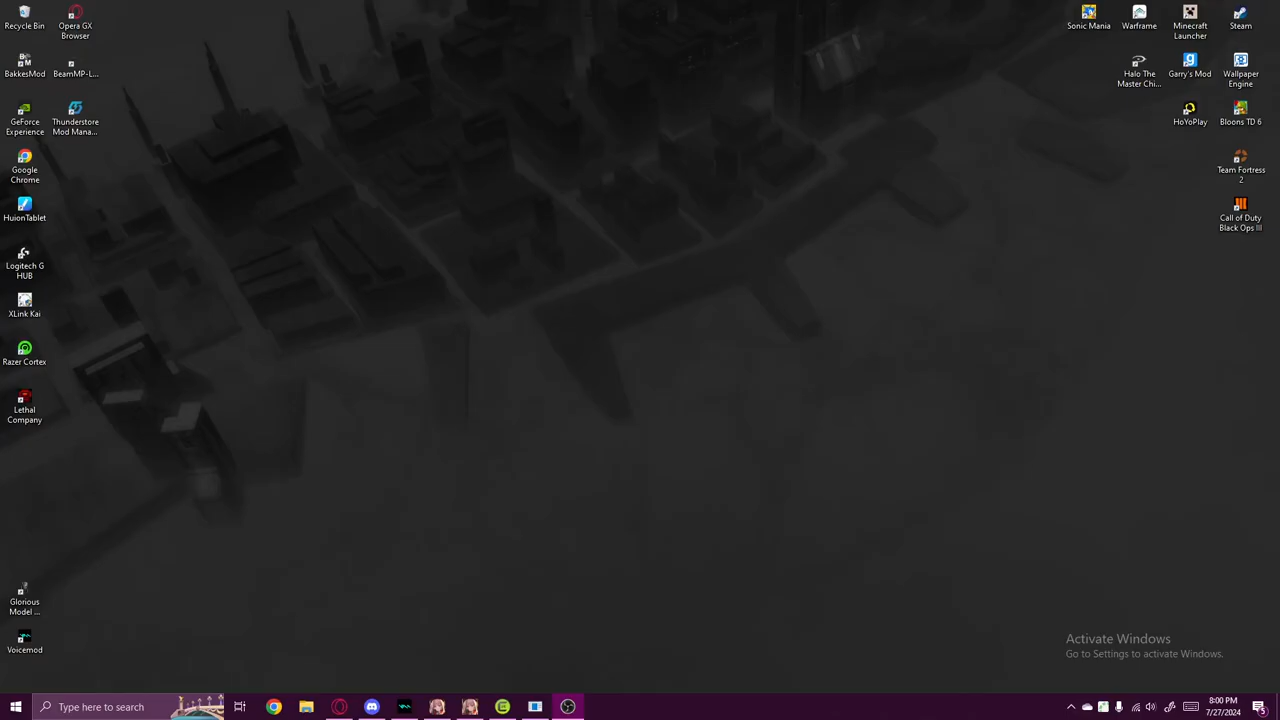 Recycle Bin
Opera GX
Browser
BakkesMod
BeamMP-L...
GeForce
Experience
Thunderstore
Mod Mana...
Google
Chrome
HuionTablet
Logitech G
HUB
XLink Kai
Razer Cortex
Lethal
Company
Glorious
Model ...
Voicemod
Sonic Mania
Warframe
Minecraft
Launcher
Steam
Halo The
Master Chi...
Garry's Mod
Wallpaper
Engine
HoYoPlay
Bloons TD 6
Team Fortress
2
Call of Duty
Black Ops III
Activate Windows
Go to Settings to activate Windows.
Type here to search
8:00 PM
7/27/2024
5